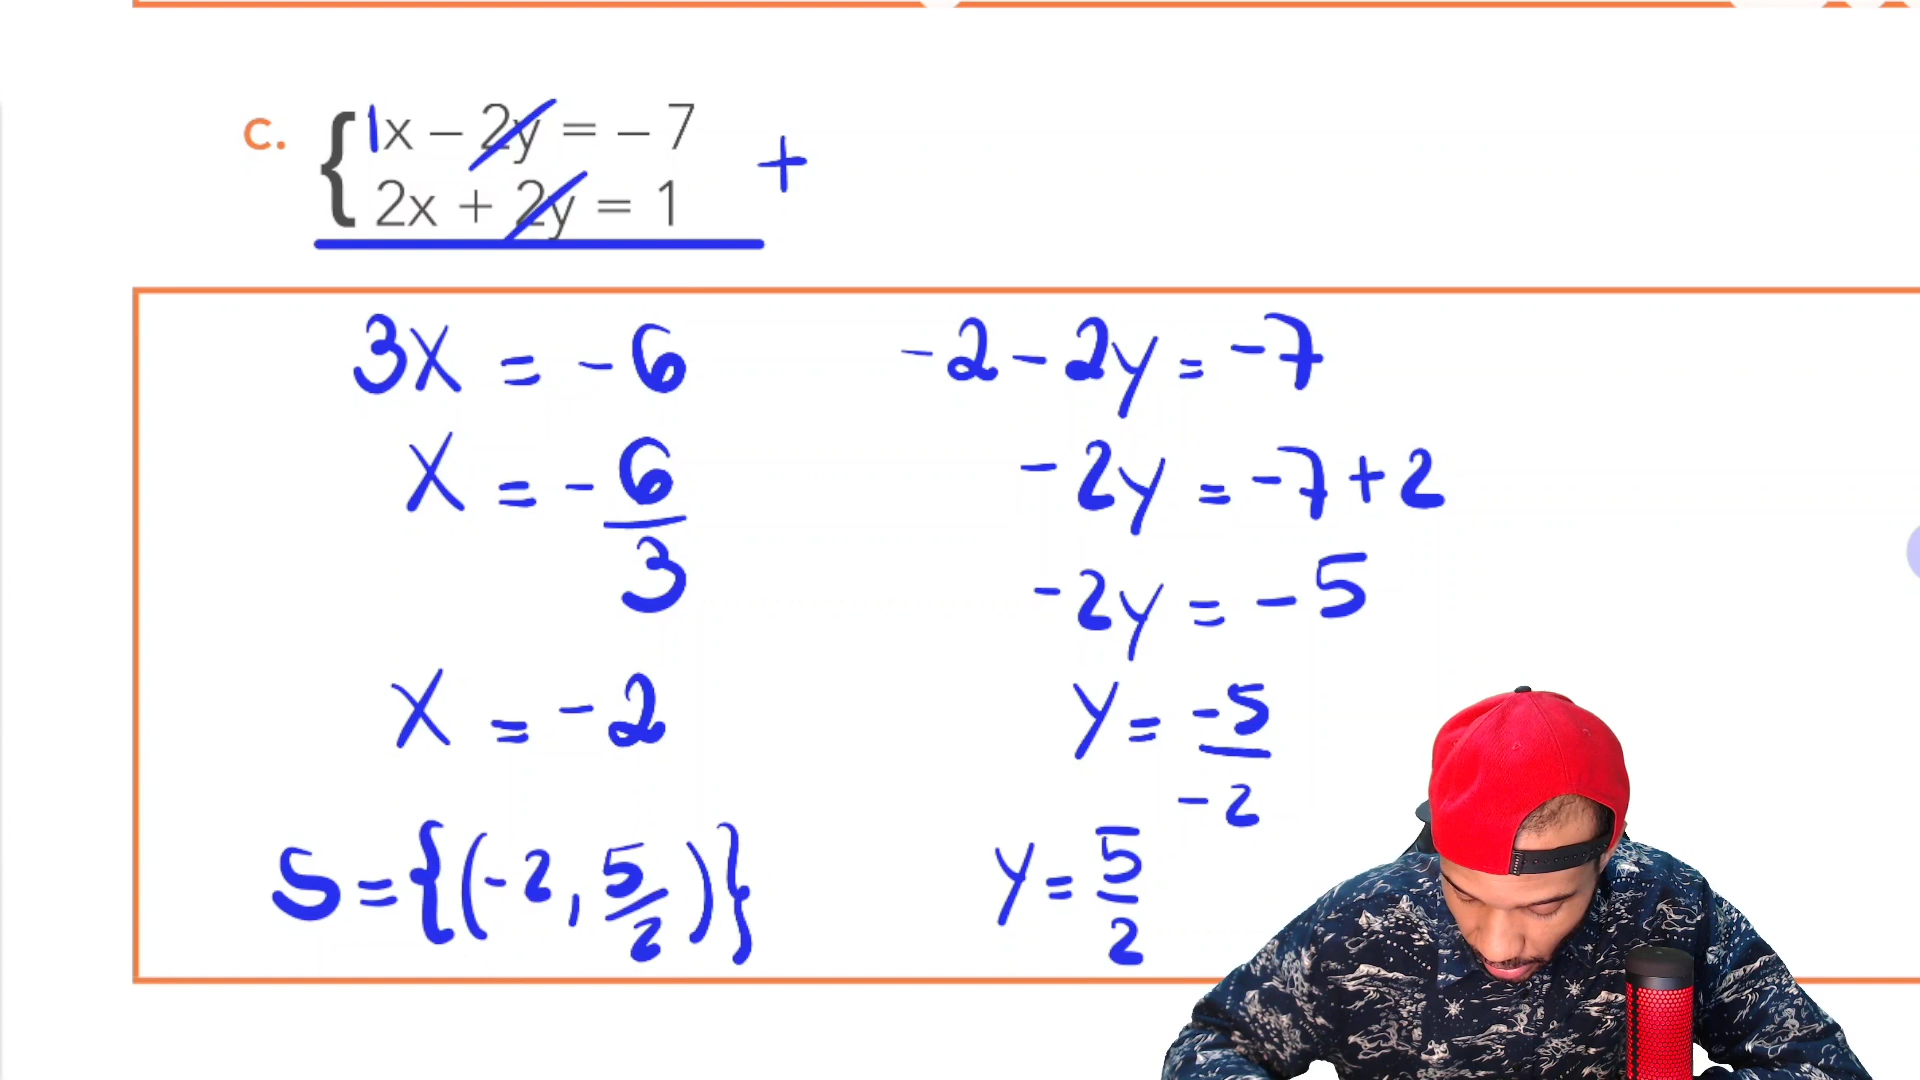 c. { 1x – 2y = – 7
2x + 2y = 1
+
3x = - 6
x = - 6/3
x = - 2
S = {(-2, 5/2)}
-2 - 2y = -7
-2y = -7 + 2
-2y = - 5
y = -5/-2
y = 5/2